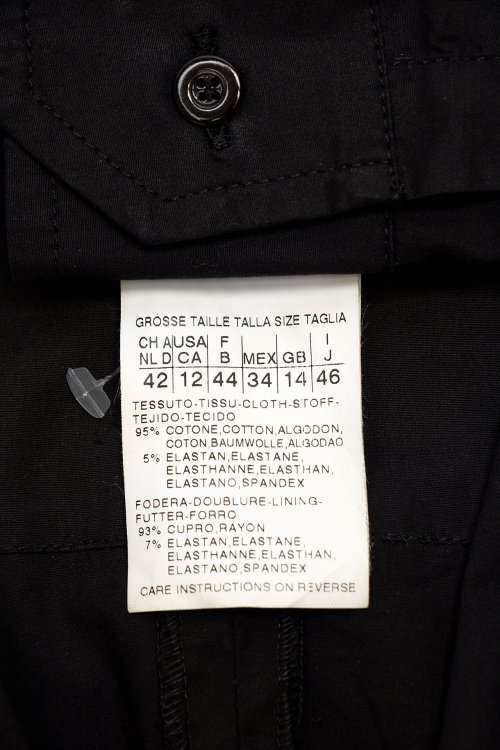 GRÖSSE TAILLE TALLA SIZE TAGLIA
CH A USA F I
NL D CA B MEX GB J
42 12 44 34 14 46
TESSUTO-TISSU-CLOTH-STOFF-
TEJIDO-TECIDO
95% COTONE,COTTON,ALGODON,
COTON,BAUMWOLLE,ALGODAO
5% ELASTAN,ELASTANE,
ELASTHANNE,ELASTHAN,
ELASTANO,SPANDEX
FODERA-DOUBLURE-LINING-
FUTTER-FORRO
93% CUPRO,RAYON
7% ELASTAN,ELASTANE,
ELASTHANNE,ELASTHAN,
ELASTANO,SPANDEX
CARE INSTRUCTIONS ON REVERSE